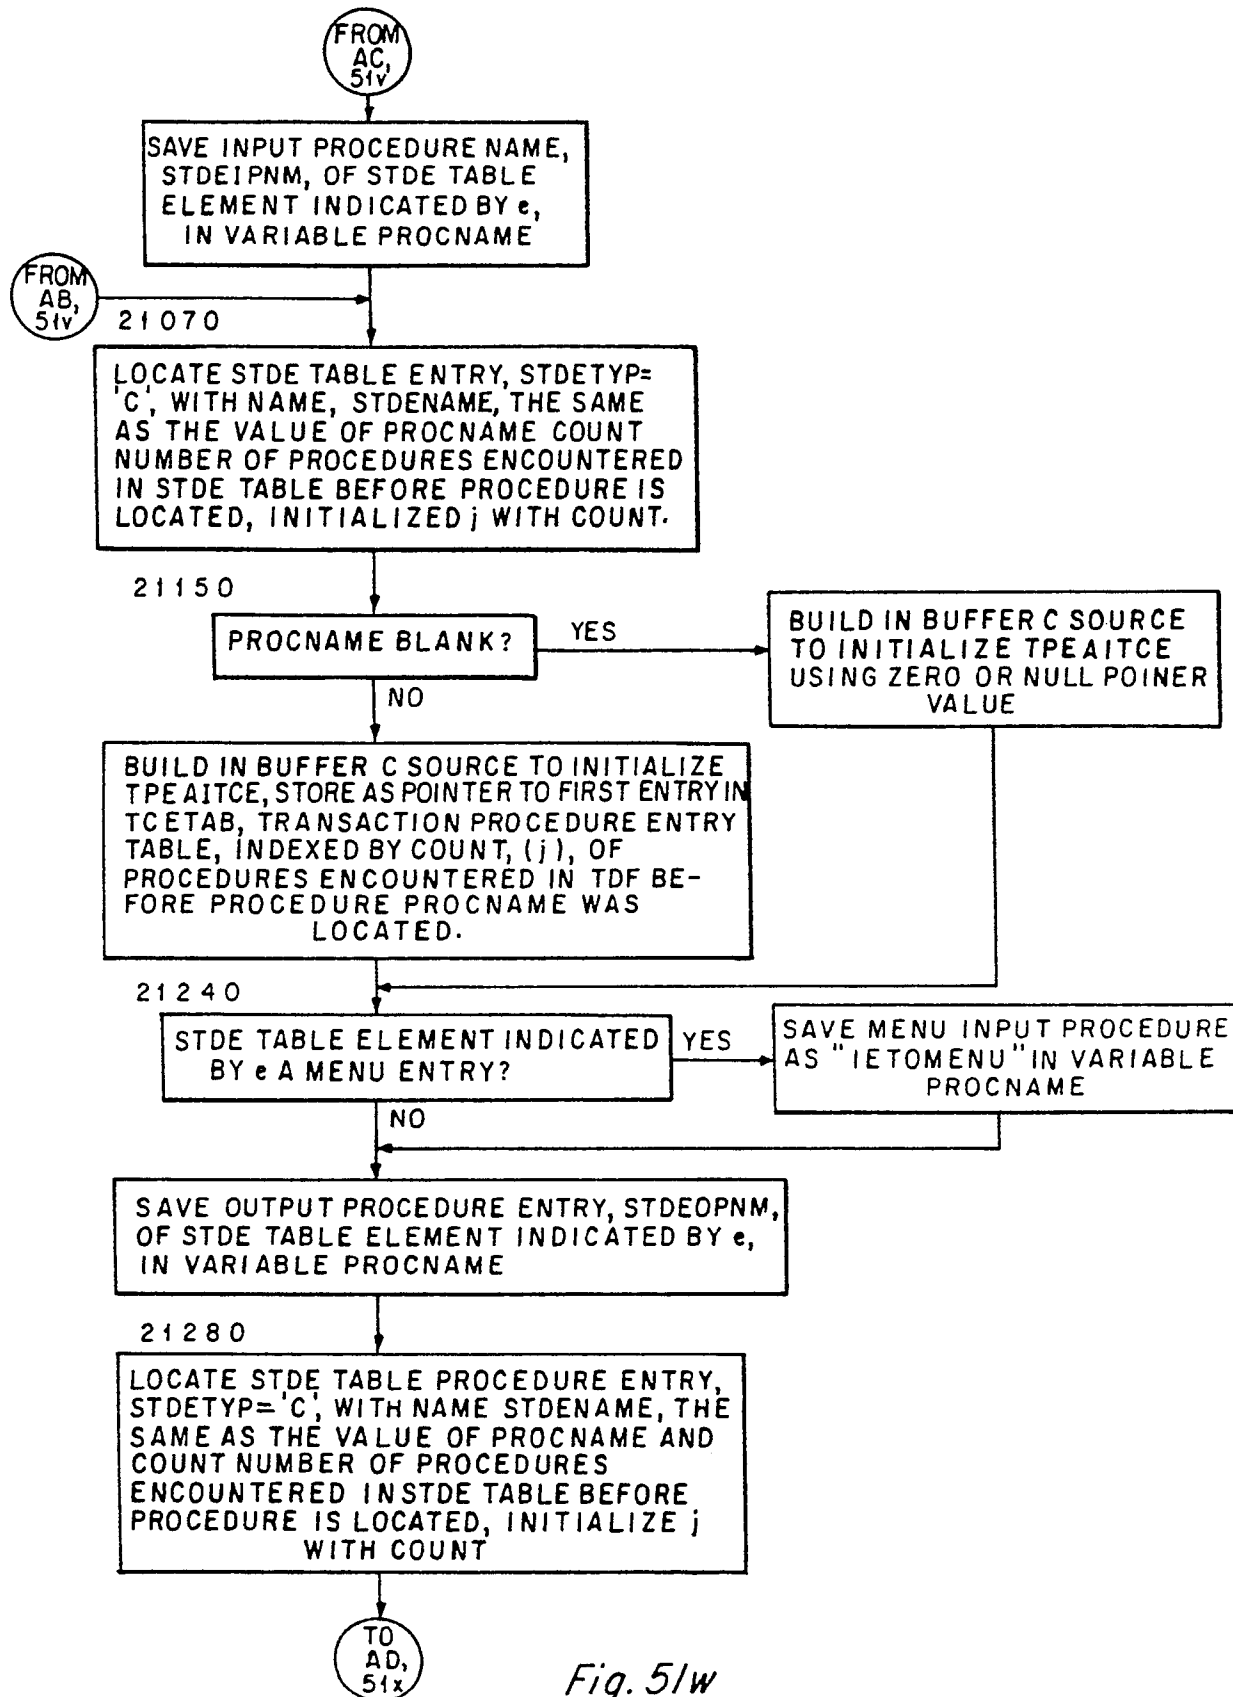 FROM
AC,
51v
SAVE INPUT PROCEDURE NAME,
STDEIPNM, OF STDE TABLE
ELEMENT INDICATED BY e,
IN VARIABLE PROCNAME
FROM
AB,
51v
21070
LOCATE STDE TABLE ENTRY, STDETYP=
'C', WITH NAME, STDENAME, THE SAME
AS THE VALUE OF PROCNAME COUNT
NUMBER OF PROCEDURES ENCOUNTERED
IN STDE TABLE BEFORE PROCEDURE IS
LOCATED, INITIALIZED j WITH COUNT.
21150
PROCNAME BLANK?
YES
BUILD IN BUFFER C SOURCE
TO INITIALIZE TPEAITCE
USING ZERO OR NULL POINER
VALUE
NO
BUILD IN BUFFER C SOURCE TO INITIALIZE
TPEAITCE, STORE AS POINTER TO FIRST ENTRY IN
TCETAB, TRANSACTION PROCEDURE ENTRY
TABLE, INDEXED BY COUNT, (j), OF
PROCEDURES ENCOUNTERED IN TDF BE-
FORE PROCEDURE PROCNAME WAS
LOCATED.
21240
STDE TABLE ELEMENT INDICATED
BY e A MENU ENTRY?
YES
SAVE MENU INPUT PROCEDURE
AS "IETOMENU" IN VARIABLE
PROCNAME
NO
SAVE OUTPUT PROCEDURE ENTRY, STDEOPNM,
OF STDE TABLE ELEMENT INDICATED BY e,
IN VARIABLE PROCNAME
21280
LOCATE STDE TABLE PROCEDURE ENTRY,
STDETYP= 'C', WITH NAME STDENAME, THE
SAME AS THE VALUE OF PROCNAME AND
COUNT NUMBER OF PROCEDURES
ENCOUNTERED IN STDE TABLE BEFORE
PROCEDURE IS LOCATED, INITIALIZE j
WITH COUNT
TO
AD,
51x
Fig. 51w